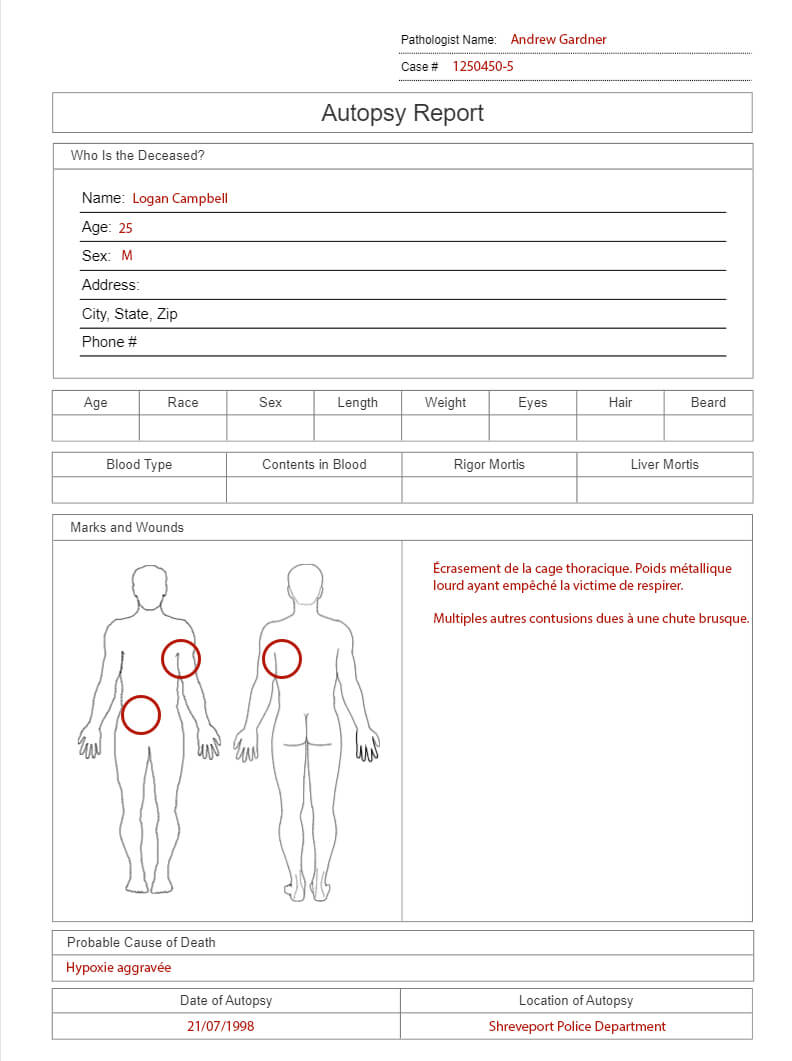 Pathologist Name: Andrew Gardner
Case # 1250450-5
Autopsy Report
Who Is the Deceased?
Name: Logan Campbell
Age: 25
Sex: M
Address:
City, State, Zip
Phone #
Age Race Sex Length Weight Eyes Hair Beard
Blood Type Contents in Blood Rigor Mortis Liver Mortis
Marks and Wounds
Écrasement de la cage thoracique. Poids métallique
lourd ayant empêché la victime de respirer.
Multiples autres contusions dues à une chute brusque.
Probable Cause of Death
Hypoxie aggravée
Date of Autopsy Location of Autopsy
21/07/1998 Shreveport Police Department